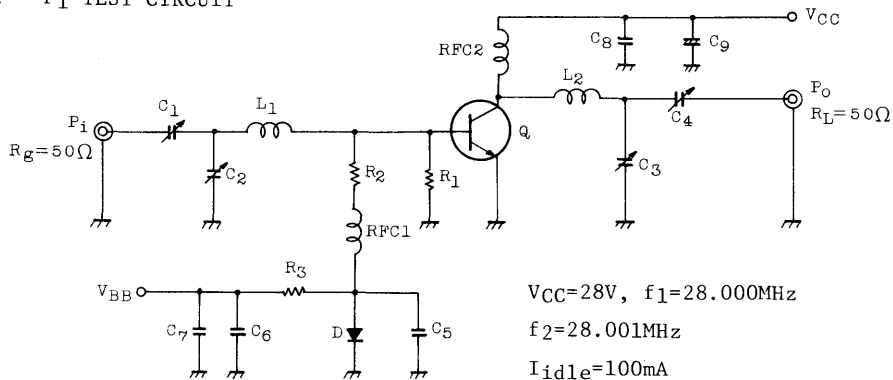 Pi TEST CIRCUIT
VCC
RFC2
C8
C9
L2
Po
RL=50Ω
C4
C1
L1
Pi
Rg=50Ω
C2
R2
R1
Q
C3
RFC1
R3
VBB
C7
C6
D
C5
VCC=28V, f1=28.000MHz
f2=28.001MHz
Iidle=100mA